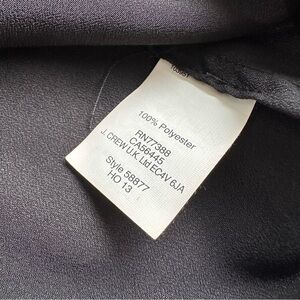 100% Polyester
RN77388
CA56445
J. CREW U.K. Ltd EC4V 6JA
Style 58877
HO 13